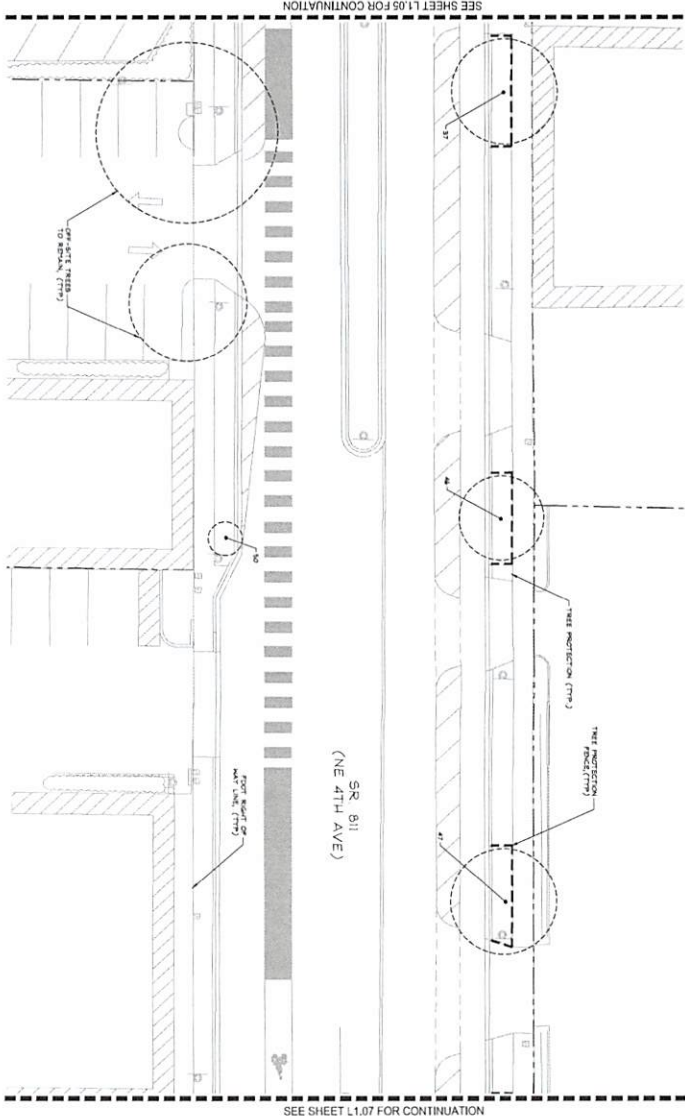 SEE SHEET L1.05 FOR CONTINUATION
37
OFF-SITE TREES
TO REMAIN, (TYP.)
50
TREE PROTECTION (TYP.)
TREE PROTECTION
FENCE, (TYP)
47
SR 811
(NE 4TH AVE)
FDOT RIGHT OF
WAY LINE, (TYP.)
SEE SHEET L1.07 FOR CONTINUATION